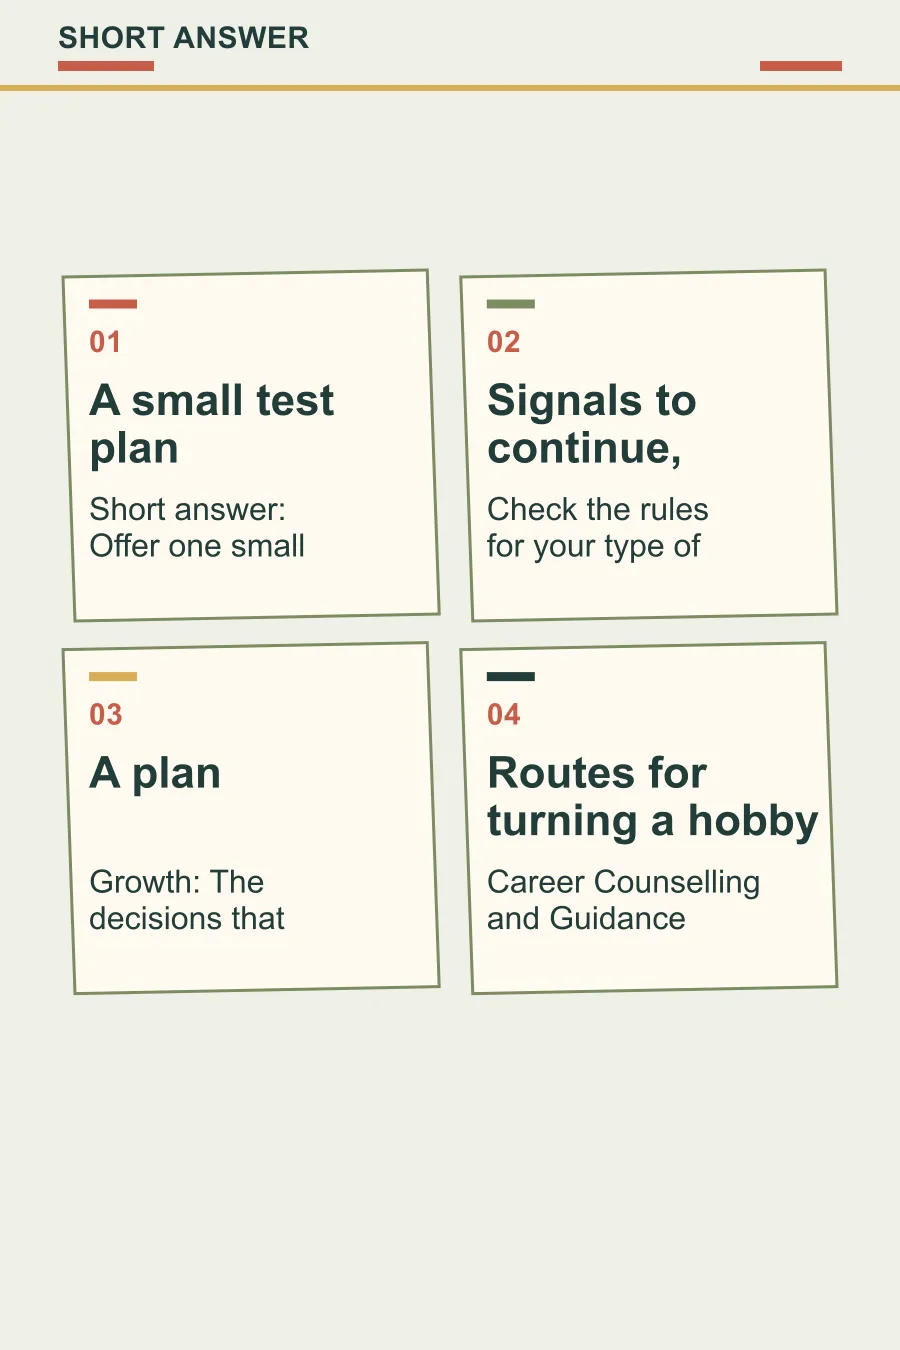 SHORT ANSWER
01
A small test
plan
Short answer:
Offer one small
02
Signals to
continue,
Check the rules
for your type of
03
A plan
Growth: The
decisions that
04
Routes for
turning a hobby
Career Counselling
and Guidance